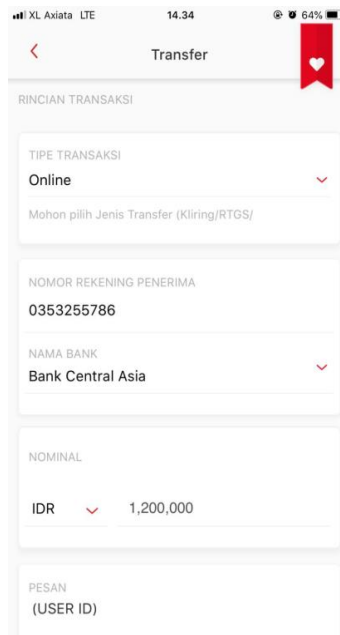 XL Axiata LTE 14.34 64%
Transfer
RINCIAN TRANSAKSI
TIPE TRANSAKSI
Online
Mohon pilih Jenis Transfer (Kliring/RTGS/
NOMOR REKENING PENERIMA
0353255786
NAMA BANK
Bank Central Asia
NOMINAL
IDR 1,200,000
PESAN
(USER ID)